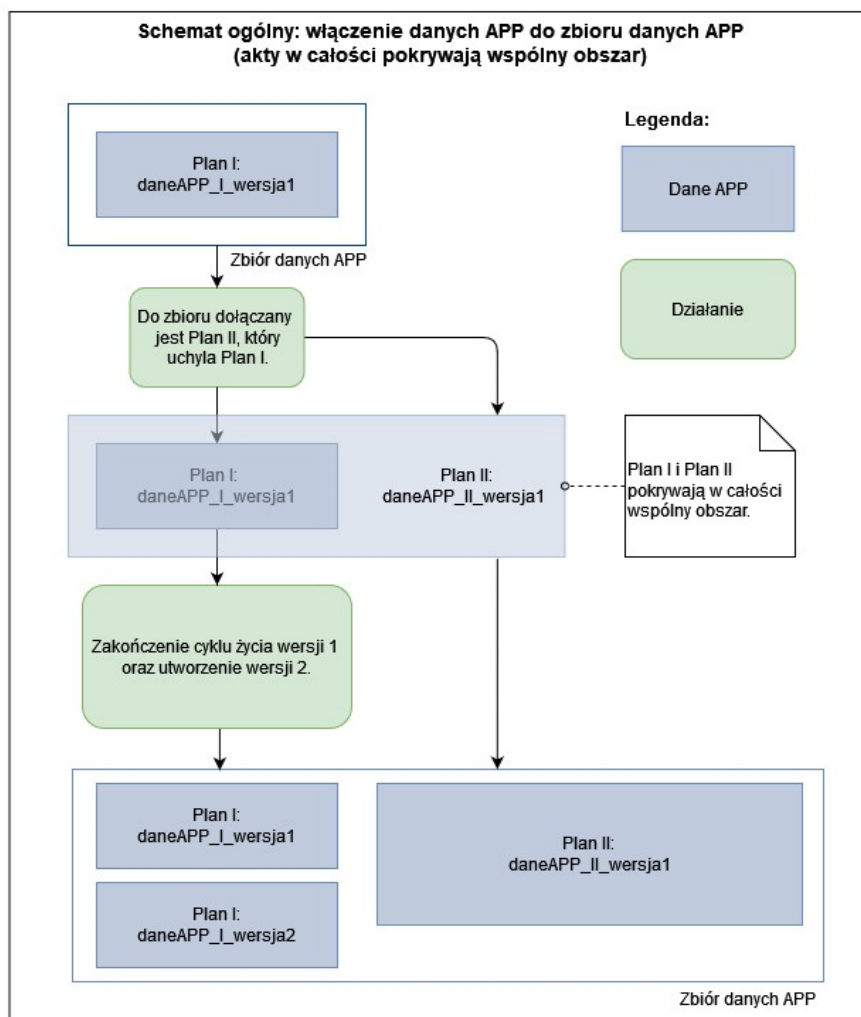 Schemat ogólny: włączenie danych APP do zbioru danych APP
(akty w całości pokrywają wspólny obszar)
Plan I:
daneAPP_I_wersja1
Zbiór danych APP
Legenda:
Dane APP
Działanie
Do zbioru dołączany
jest Plan II, który
uchyla Plan I.
Plan I:
daneAPP_I_wersja1
Plan II:
daneAPP_II_wersja1
Plan I i Plan II
pokrywają w całości
wspólny obszar.
Zakończenie cyklu życia wersji 1
oraz utworzenie wersji 2.
Plan I:
daneAPP_I_wersja1
Plan I:
daneAPP_I_wersja2
Plan II:
daneAPP_II_wersja1
Zbiór danych APP